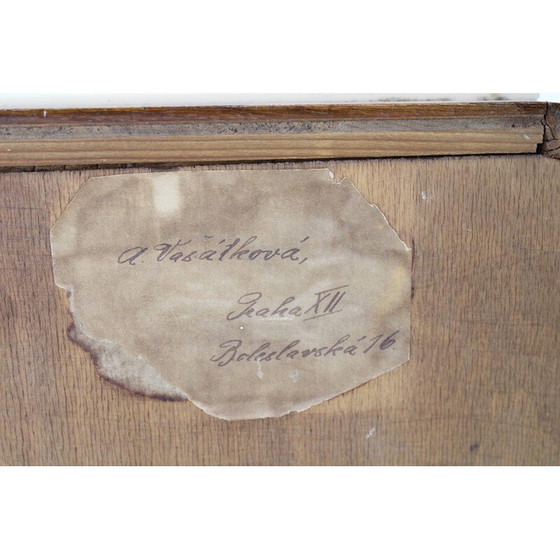 A. Vašátková,
Praha XII
Boleslavská 16.